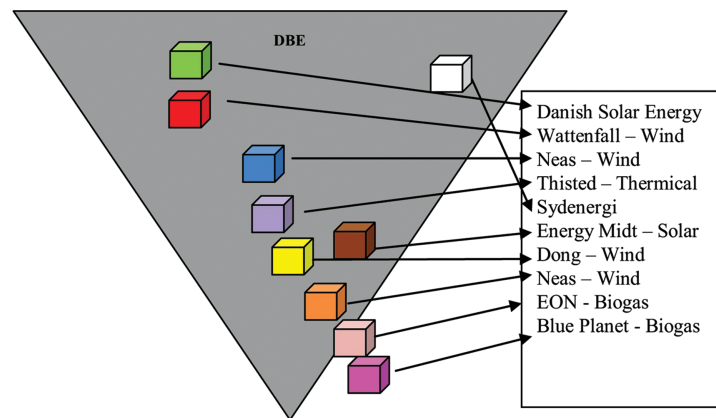 DBE
Danish Solar Energy
Wattenfall – Wind
Neas – Wind
Thisted – Thermical
Sydenergi
Energy Midt – Solar
Dong – Wind
Neas – Wind
EON - Biogas
Blue Planet - Biogas